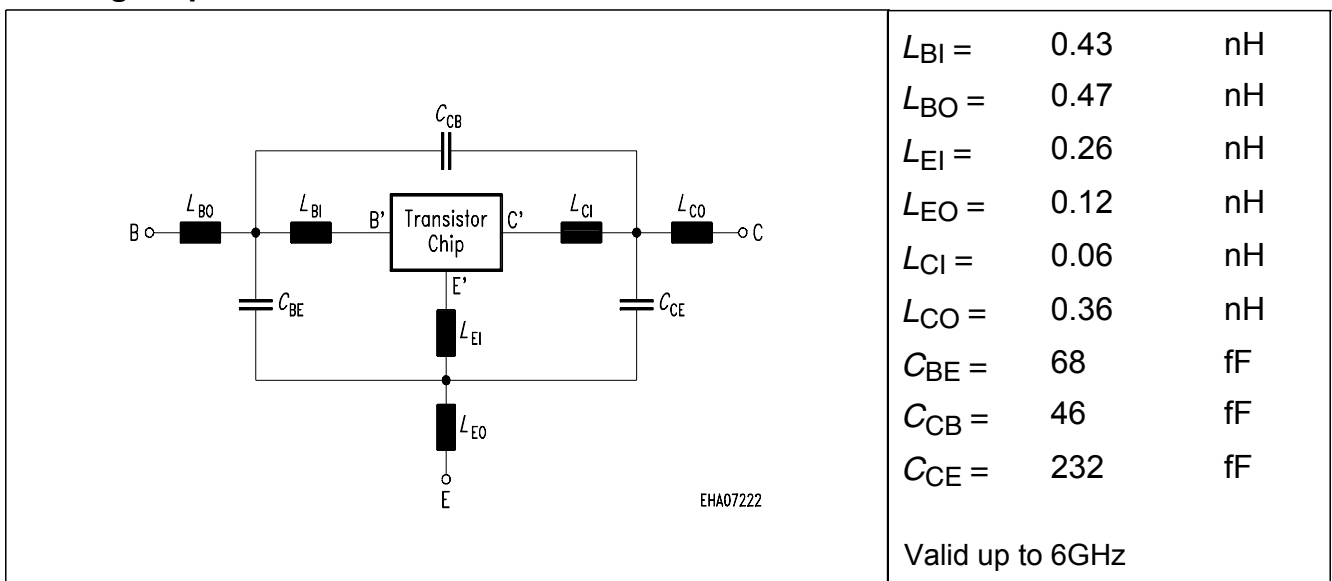 C_CB
L_BO
L_BI
B'
Transistor
Chip
C'
L_CI
L_CO
B
C
E'
C_BE
L_EI
C_CE
L_EO
E
EHA07222
L_BI = 0.43 nH
L_BO = 0.47 nH
L_EI = 0.26 nH
L_EO = 0.12 nH
L_CI = 0.06 nH
L_CO = 0.36 nH
C_BE = 68 fF
C_CB = 46 fF
C_CE = 232 fF
Valid up to 6GHz